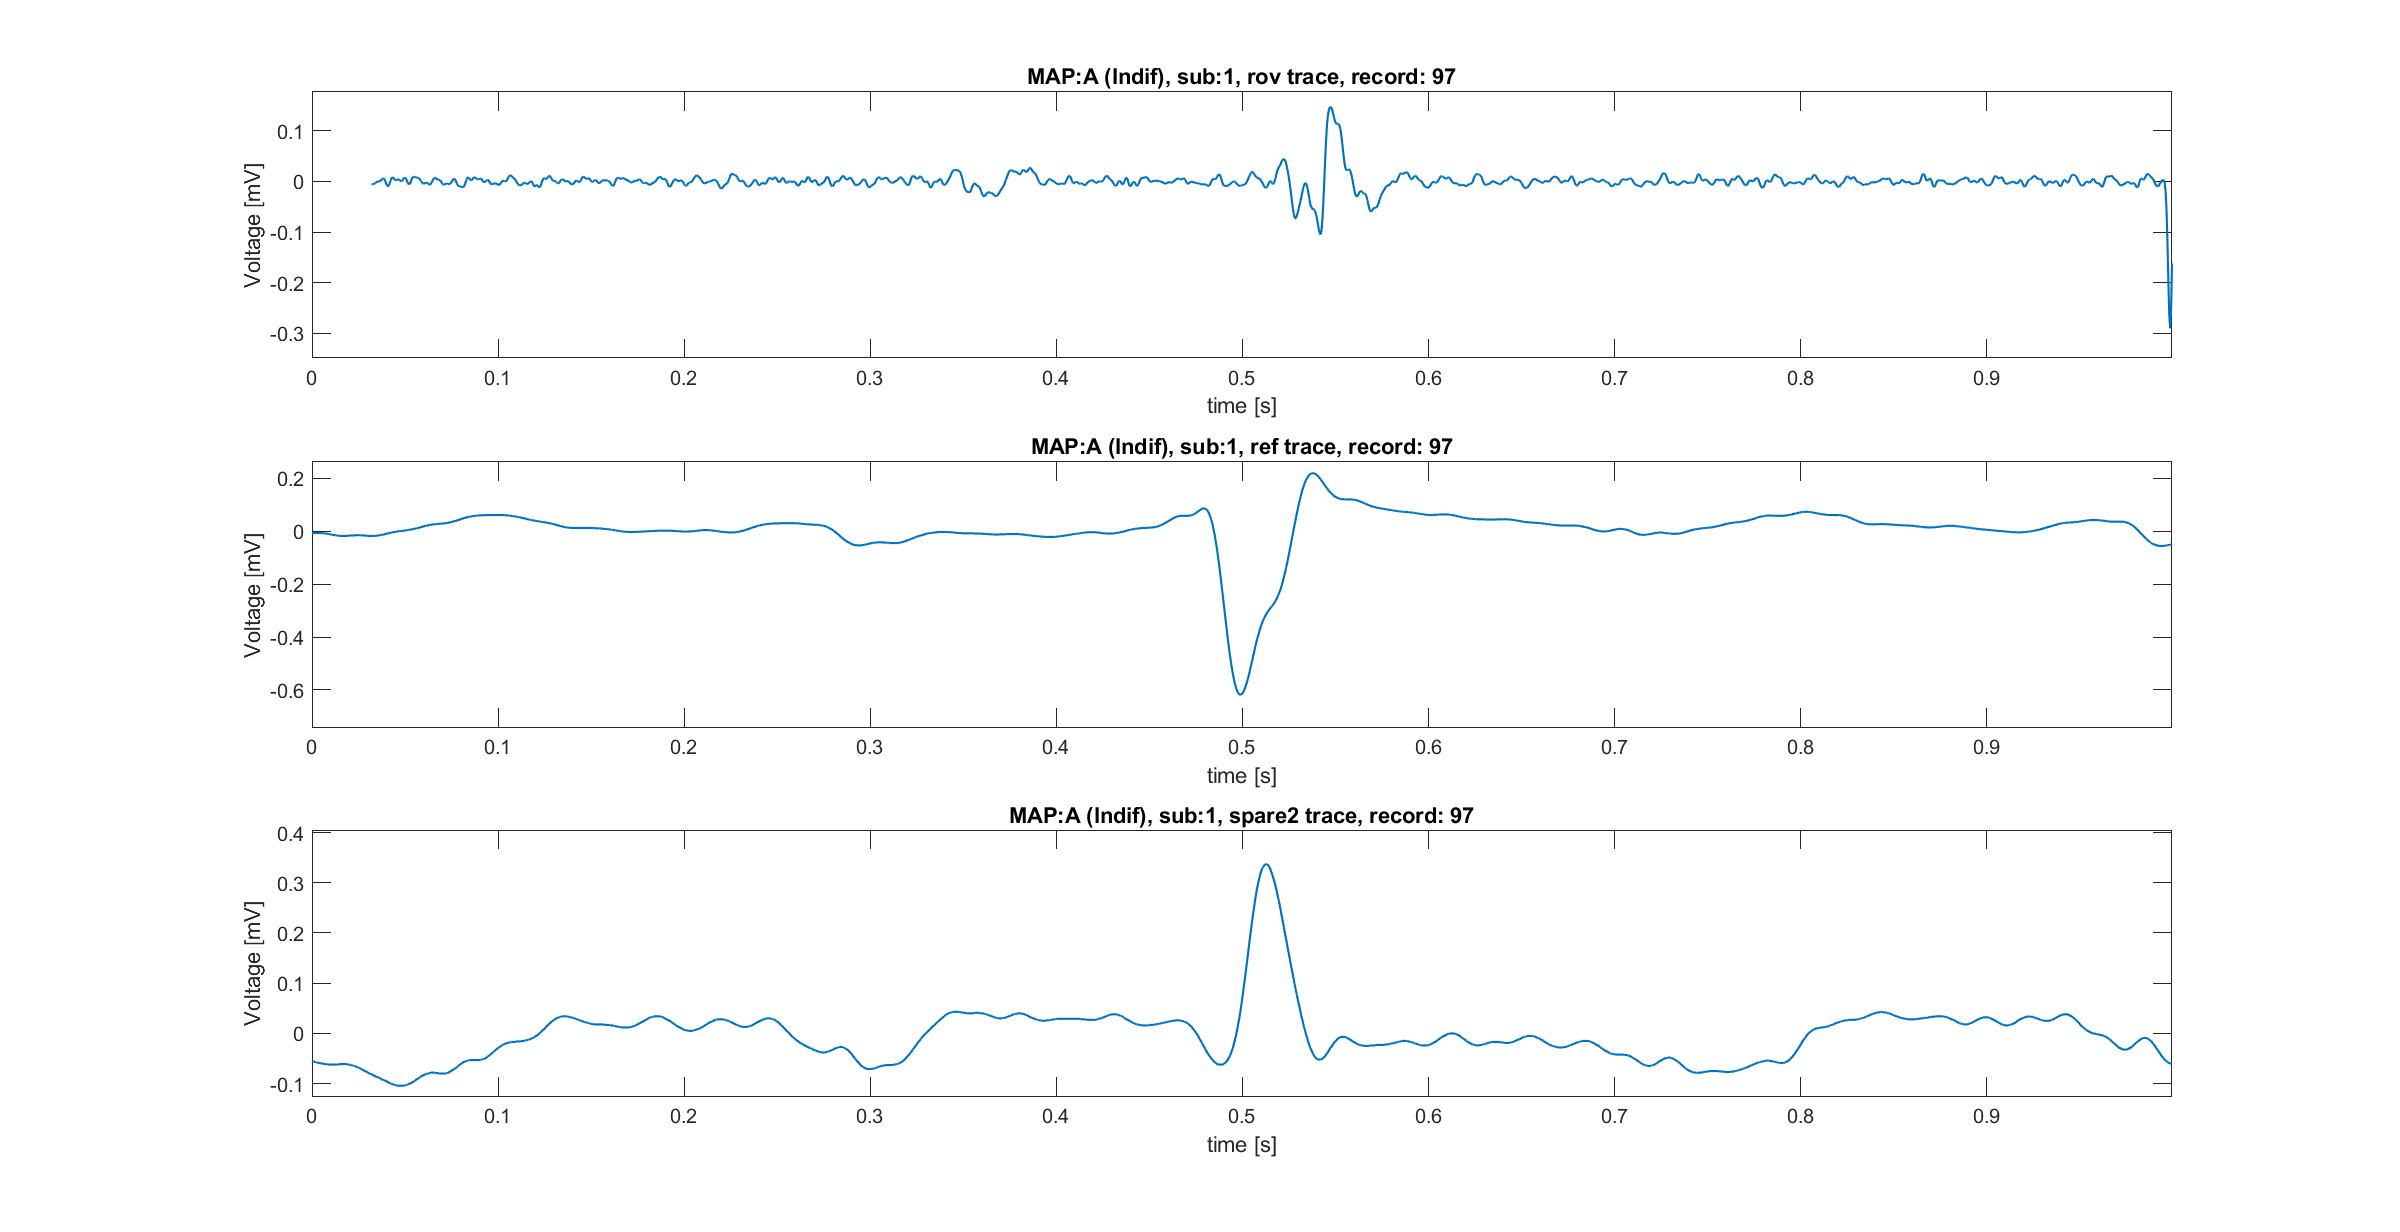 MAP:A (Indif), sub:1, rov trace, record: 97
Voltage [mV]
0.1
0
-0.1
-0.2
-0.3
0 0.1 0.2 0.3 0.4 0.5 0.6 0.7 0.8 0.9
time [s]
MAP:A (Indif), sub:1, ref trace, record: 97
Voltage [mV]
0.2
0
-0.2
-0.4
-0.6
0 0.1 0.2 0.3 0.4 0.5 0.6 0.7 0.8 0.9
time [s]
MAP:A (Indif), sub:1, spare2 trace, record: 97
Voltage [mV]
0.4
0.3
0.2
0.1
0
-0.1
0 0.1 0.2 0.3 0.4 0.5 0.6 0.7 0.8 0.9
time [s]